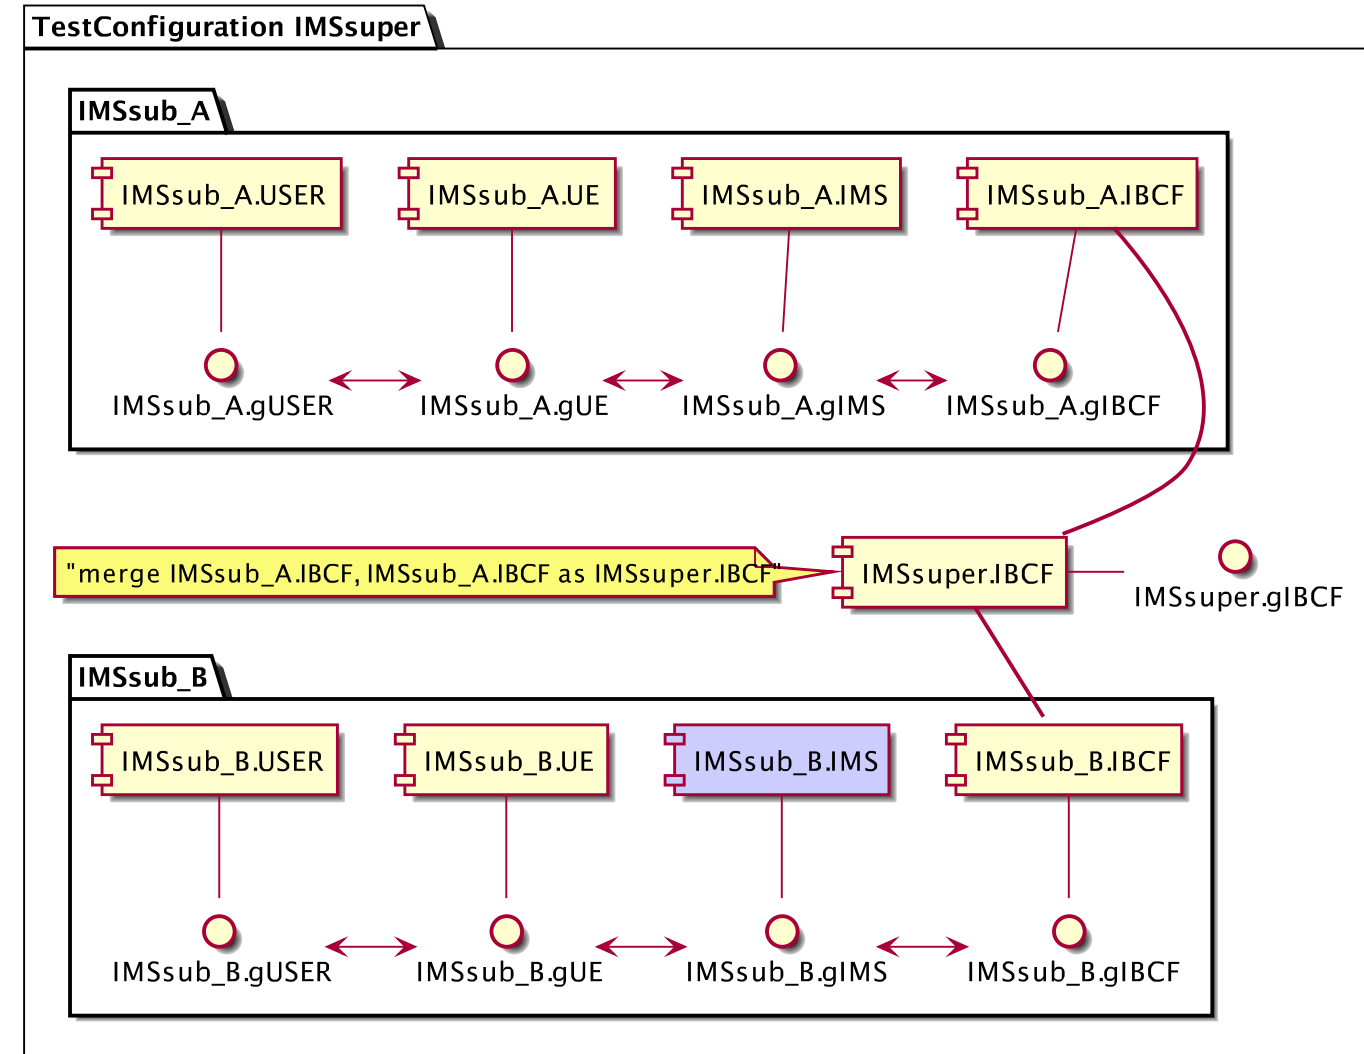 TestConfiguration IMSsuper
IMSsub_A
IMSsub_A.USER
IMSsub_A.UE
IMSsub_A.IMS
IMSsub_A.IBCF
IMSsub_A.gUSER
IMSsub_A.gUE
IMSsub_A.gIMS
IMSsub_A.gIBCF
"merge IMSsub_A.IBCF, IMSsub_A.IBCF as IMSsuper.IBCF"
IMSsuper.IBCF
IMSsuper.gIBCF
IMSsub_B
IMSsub_B.USER
IMSsub_B.UE
IMSsub_B.IMS
IMSsub_B.IBCF
IMSsub_B.gUSER
IMSsub_B.gUE
IMSsub_B.gIMS
IMSsub_B.gIBCF